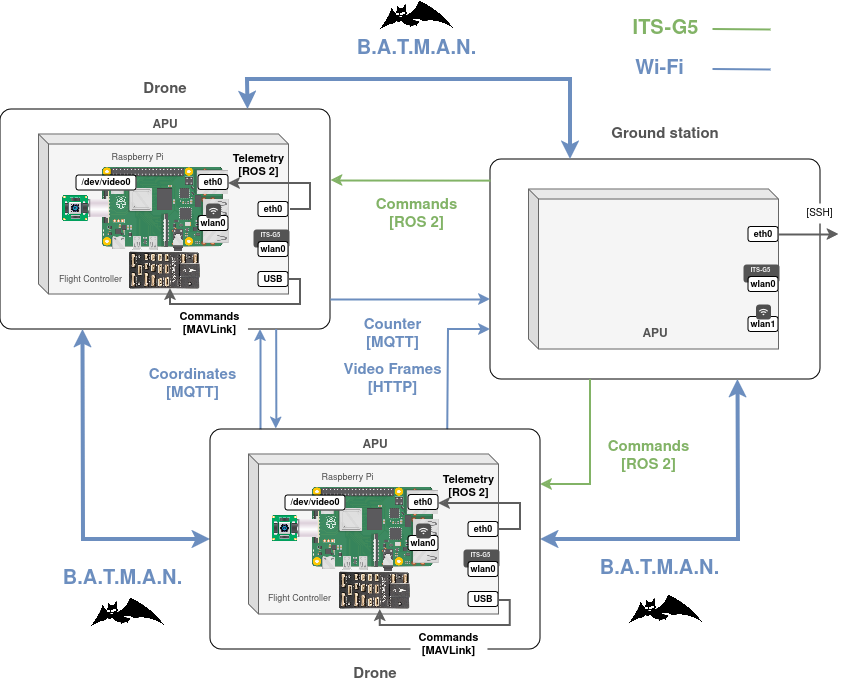 B.A.T.M.A.N.
ITS-G5
Wi-Fi
Drone
APU
Raspberry Pi
Telemetry
[ROS 2]
/dev/video0
eth0
wlan0
eth0
ITS-G5
wlan0
Flight Controller
USB
Commands
[MAVLink]
Ground station
[SSH]
eth0
ITS-G5
wlan0
wlan1
APU
Commands
[ROS 2]
Counter
[MQTT]
Video Frames
[HTTP]
Coordinates
[MQTT]
Commands
[ROS 2]
B.A.T.M.A.N.
B.A.T.M.A.N.
APU
Raspberry Pi
Telemetry
[ROS 2]
/dev/video0
eth0
wlan0
eth0
ITS-G5
wlan0
Flight Controller
USB
Commands
[MAVLink]
Drone